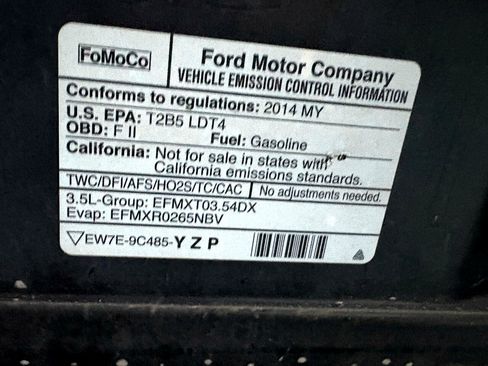 FoMoCo
Ford Motor Company
VEHICLE EMISSION CONTROL INFORMATION
Conforms to regulations: 2014 MY
U.S. EPA: T2B5 LDT4
OBD: F II Fuel: Gasoline
California: Not for sale in states with
California emissions standards.
TWC/DFI/AFS/HO2S/TC/CAC No adjustments needed.
3.5L-Group: EFMXT03.54DX
Evap: EFMXR0265NBV
EW7E-9C485-YZP